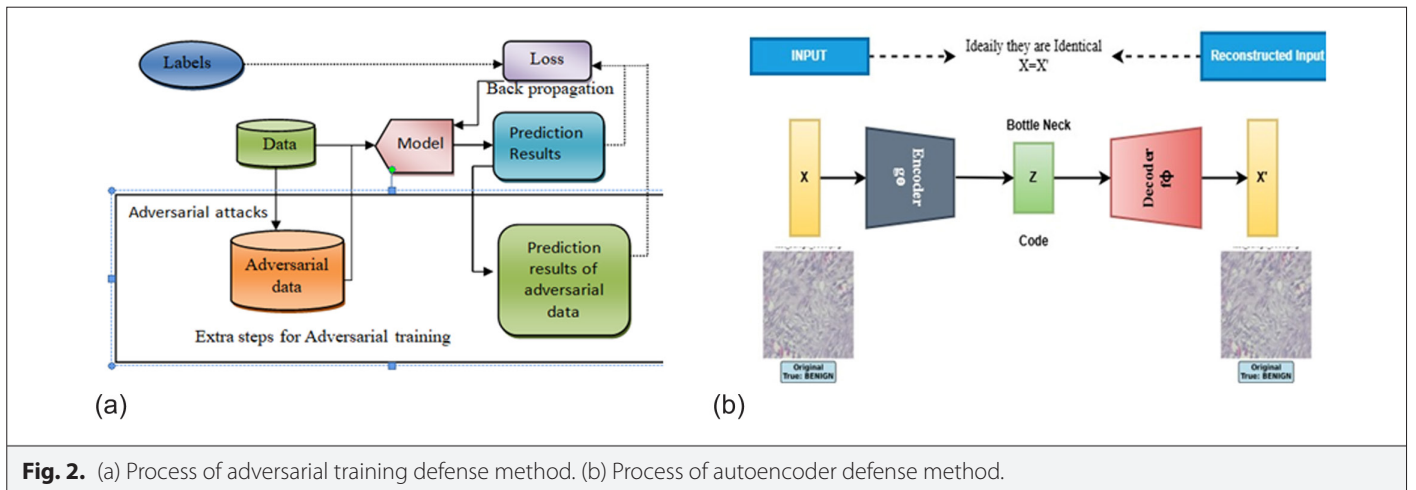 Labels
Loss
Back propagation
Data
Model
Prediction
Results
Adversarial attacks
Adversarial
data
Prediction
results of
adversarial
data
Extra steps for Adversarial training
(a)
INPUT
Ideaily they are Identical
X=X'
Reconstructed Input
X
Encoder
gθ
Bottle Neck
Z
Code
Decoder
fϕ
X'
Original
True: BENIGN
Original
True: BENIGN
(b)
Fig. 2. (a) Process of adversarial training defense method. (b) Process of autoencoder defense method.